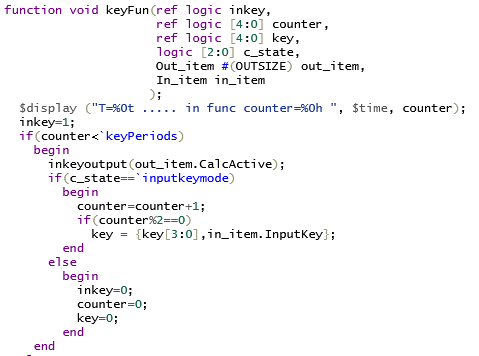 function void keyFun(ref logic inkey,
ref logic [4:0] counter,
ref logic [4:0] key,
logic [2:0] c_state,
Out_item #(OUTSIZE) out_item,
In_item in_item
);
$display ("T=%0t ..... in func counter=%0h ", $time, counter);
inkey=1;
if(counter<`keyPeriods)
begin
inkeyoutput(out_item.CalcActive);
if(c_state==`inputkeymode)
begin
counter=counter+1;
if(counter%2==0)
key = {key[3:0],in_item.InputKey};
end
else
begin
inkey=0;
counter=0;
key=0;
end
end